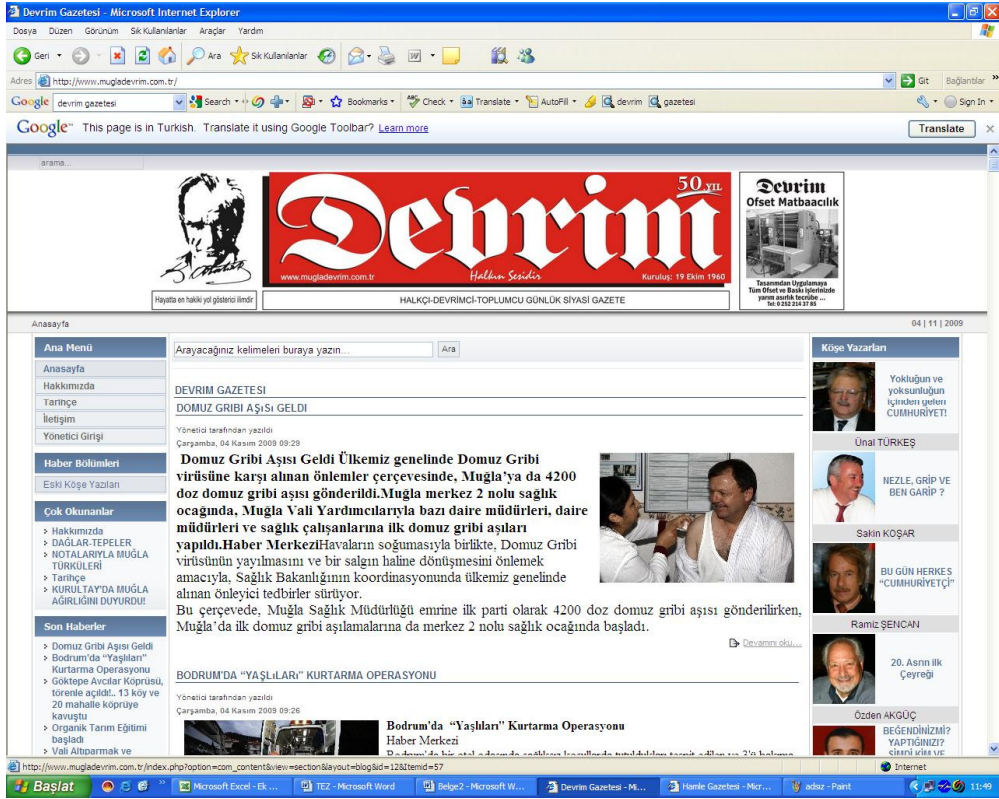 Devrim Gazetesi - Microsoft Internet Explorer
Dosya Düzen Görünüm Sık Kullanılanlar Araçlar Yardım
Geri Ara Sık Kullanılanlar
Adres http://www.mugladevrim.com.tr/ Git Bağlantılar
Google devrim gazetesi Search Bookmarks Check Translate AutoFill devrim gazetesi Sign In
Google This page is in Turkish. Translate it using Google Toolbar? Learn more Translate
arama...
Devrim
50.YIL
www.mugladevrim.com.tr Halkın Sesidir Kuruluş: 19 Ekim 1960
Devrim
Ofset Matbaacılık
Tasarımdan Uygulamaya
Tüm Ofset ve Baskı İşlerinizde
yarım asırlık tecrübe ...
Tel: 0 252 214 37 85
Hayatta en hakiki yol gösterici ilimdir
HALKÇI-DEVRİMCİ-TOPLUMCU GÜNLÜK SİYASİ GAZETE
Anasayfa
04 | 11 | 2009
Ana Menü
Anasayfa
Hakkımızda
Tarihçe
İletişim
Yönetici Girişi
Haber Bölümleri
Eski Köşe Yazıları
Çok Okunanlar
Hakkımızda
DAĞLAR-TEPELER
NOTALARIYLA MUĞLA
TÜRKÜLERİ
Tarihçe
KURULTAY'DA MUĞLA
AĞIRLIĞINI DUYURDU!
Son Haberler
Domuz Gribi Aşısı Geldi
Bodrum'da "Yaşlıları"
Kurtarma Operasyonu
Göktepe Avcılar Köprüsü,
törenle açıldı!.. 13 köy ve
20 mahalle köprüye
kavuştu
Organik Tarım Eğitimi
başladı
Vali Altıparmak ve
Arayacağınız kelimeleri buraya yazın... Ara
DEVRIM GAZETESI
DOMUZ GRIBI AŞıSı GELDI
Yönetici tarafından yazıldı
Çarşamba, 04 Kasım 2009 09:29
Domuz Gribi Aşısı Geldi Ülkemiz genelinde Domuz Gribi
virüsüne karşı alınan önlemler çerçevesinde, Muğla'ya da 4200
doz domuz gribi aşısı gönderildi.Muğla merkez 2 nolu sağlık
ocağında, Muğla Vali Yardımcılarıyla bazı daire müdürleri, daire
müdürleri ve sağlık çalışanlarına ilk domuz gribi aşıları
yapıldı.Haber MerkeziHavaların soğumasıyla birlikte, Domuz Gribi
virüsünün yayılmasını ve bir salgın haline dönüşmesini önlemek
amacıyla, Sağlık Bakanlığının koordinasyonunda ülkemiz genelinde
alınan önleyici tedbirler sürüyor.
Bu çerçevede, Muğla Sağlık Müdürlüğü emrine ilk parti olarak 4200 doz domuz gribi aşısı gönderilirken,
Muğla'da ilk domuz gribi aşılamalarına da merkez 2 nolu sağlık ocağında başladı.
Devamını oku...
BODRUM'DA "YAŞLıLARı" KURTARMA OPERASYONU
Yönetici tarafından yazıldı
Çarşamba, 04 Kasım 2009 09:26
Bodrum'da "Yaşlıları" Kurtarma Operasyonu
Haber Merkezi
Köşe Yazarları
Yokluğun ve
yoksunluğun
içinden gelen
CUMHURİYET!
Ünal TÜRKEŞ
NEZLE, GRİP VE
BEN GARİP ?
Sakin KOŞAR
BU GÜN HERKES
"CUMHURİYETÇİ"
Ramiz ŞENCAN
20. Asrın ilk
Çeyreği
Özden AKGÜÇ
BEĞENDİNİZMİ?
YAPTIĞINIZI?
ŞİMDİ KİM VE
http://www.mugladevrim.com.tr/index.php?option=com_content&view=section&layout=blog&id=12&Itemid=57 Internet
Başlat Microsoft Excel - Ek ... TEZ - Microsoft Word Belge2 - Microsoft W... Devrim Gazetesi - Mi... Hamle Gazetesi - Micr... adsız - Paint 11:49